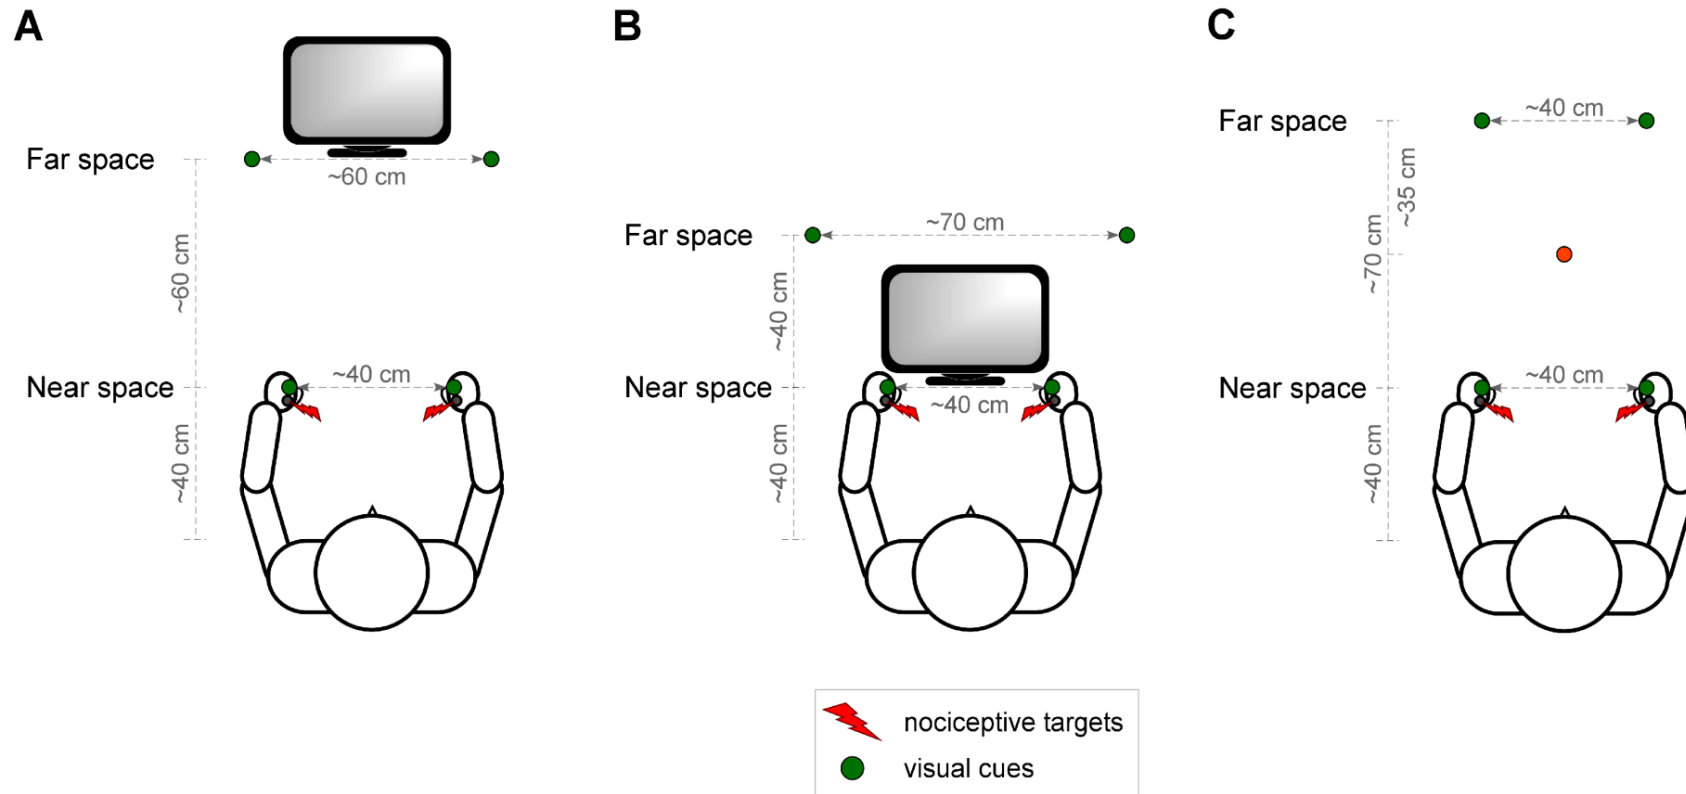 A
Far space
~60 cm
~60 cm
Near space
~40 cm
~40 cm
B
Far space
~70 cm
~40 cm
Near space
~40 cm
~40 cm
C
Far space
~40 cm
~35 cm
~70 cm
Near space
~40 cm
~40 cm
nociceptive targets
visual cues